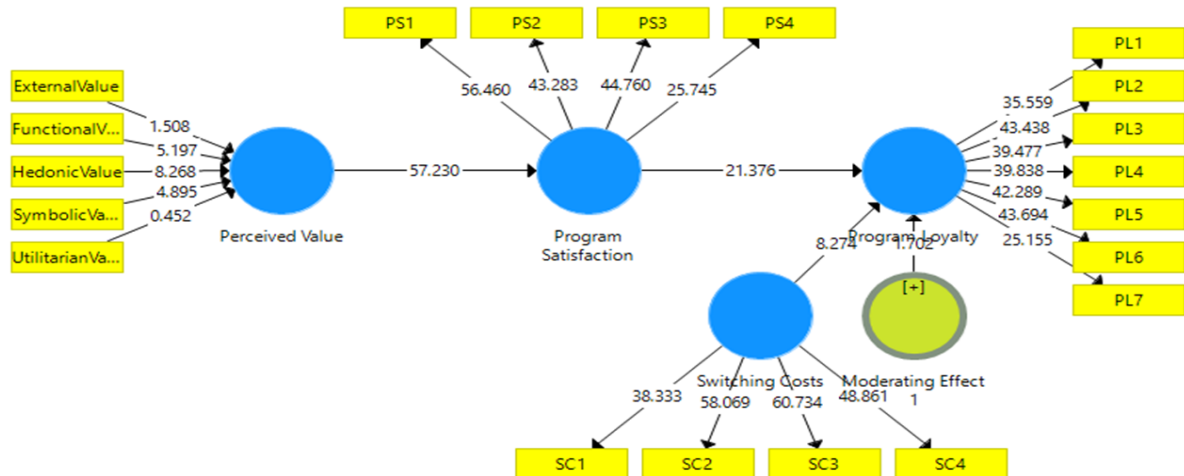 PS1
PS2
PS3
PS4
56.460
43.283
44.760
25.745
ExternalValue
FunctionalV...
HedonicValue
SymbolicVa...
UtilitarianVa...
1.508
5.197
8.268
4.895
0.452
Perceived Value
57.230
Program
Satisfaction
21.376
Program Loyalty
PL1
PL2
PL3
PL4
PL5
PL6
PL7
35.559
43.438
39.477
39.838
42.289
43.694
25.155
8.274
1.702
[+]
Switching Costs
Moderating Effect
1
38.333
58.069
60.734
48.861
SC1
SC2
SC3
SC4